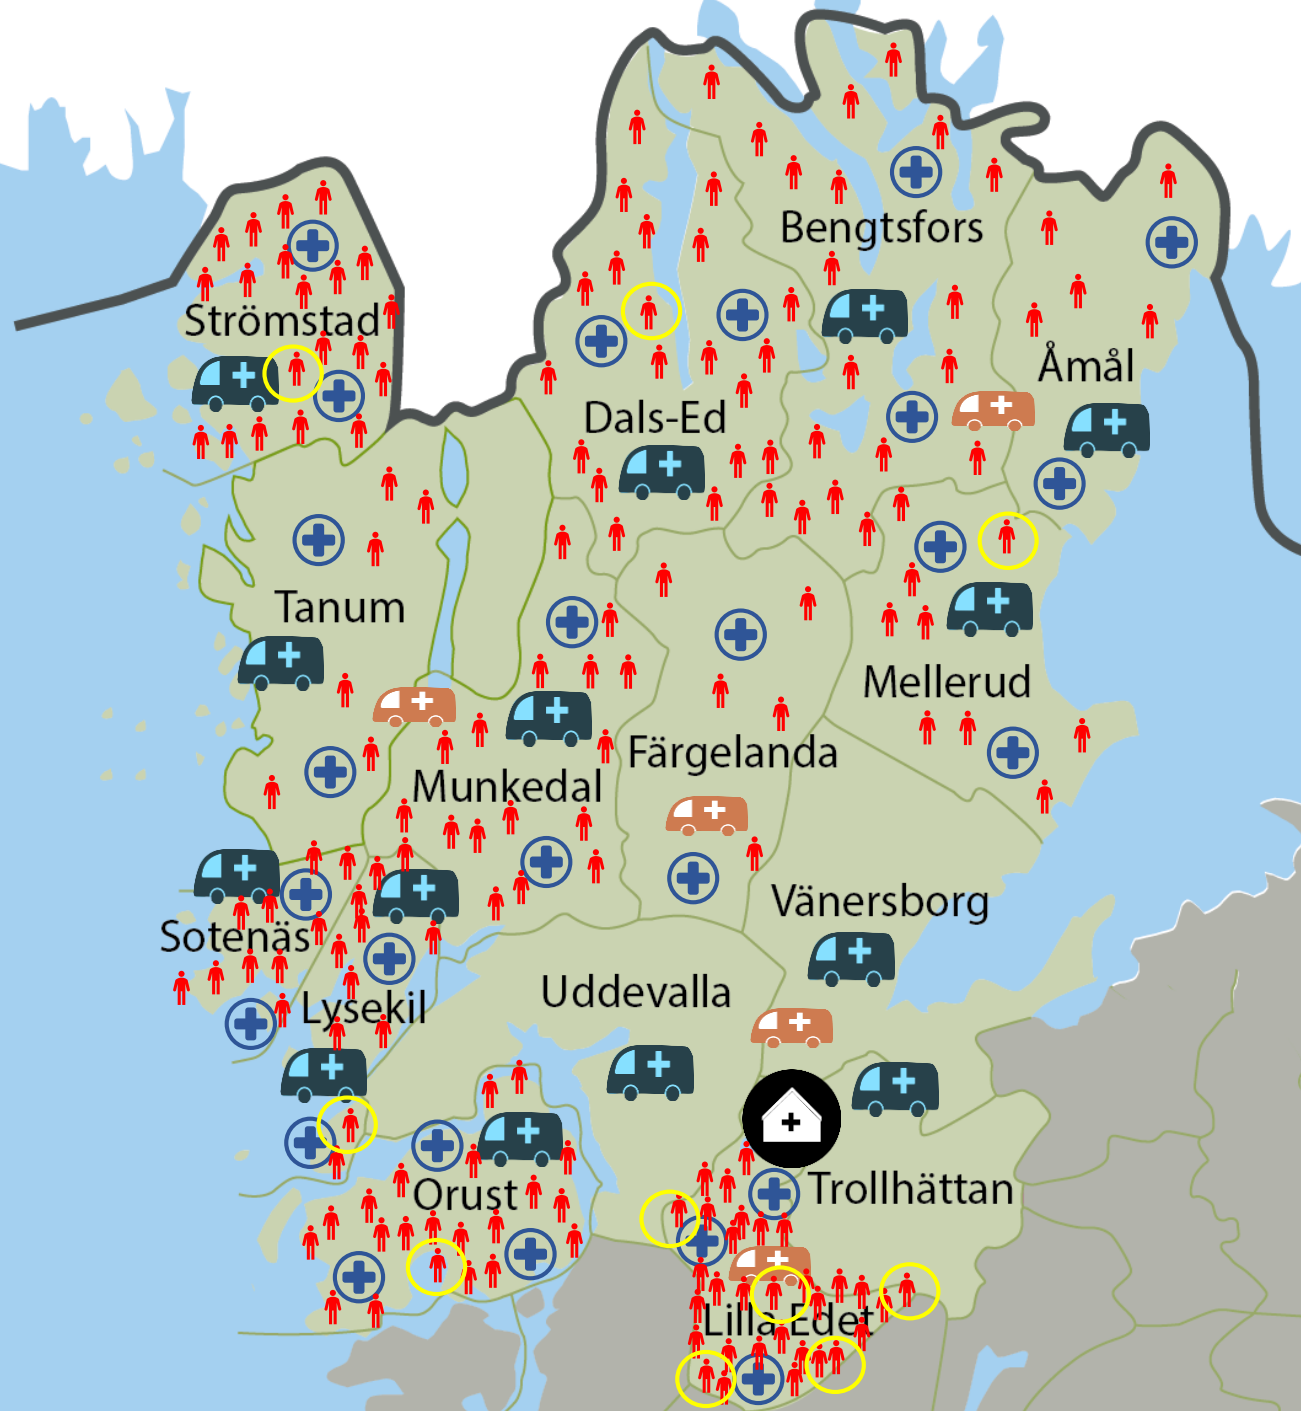 Bengtsfors
Strömstad
Åmål
Dals-Ed
Tanum
Mellerud
Färgelanda
Munkedal
Vänersborg
Sotenäs
Uddevalla
Lysekil
Trollhättan
Orust
Lilla Edet